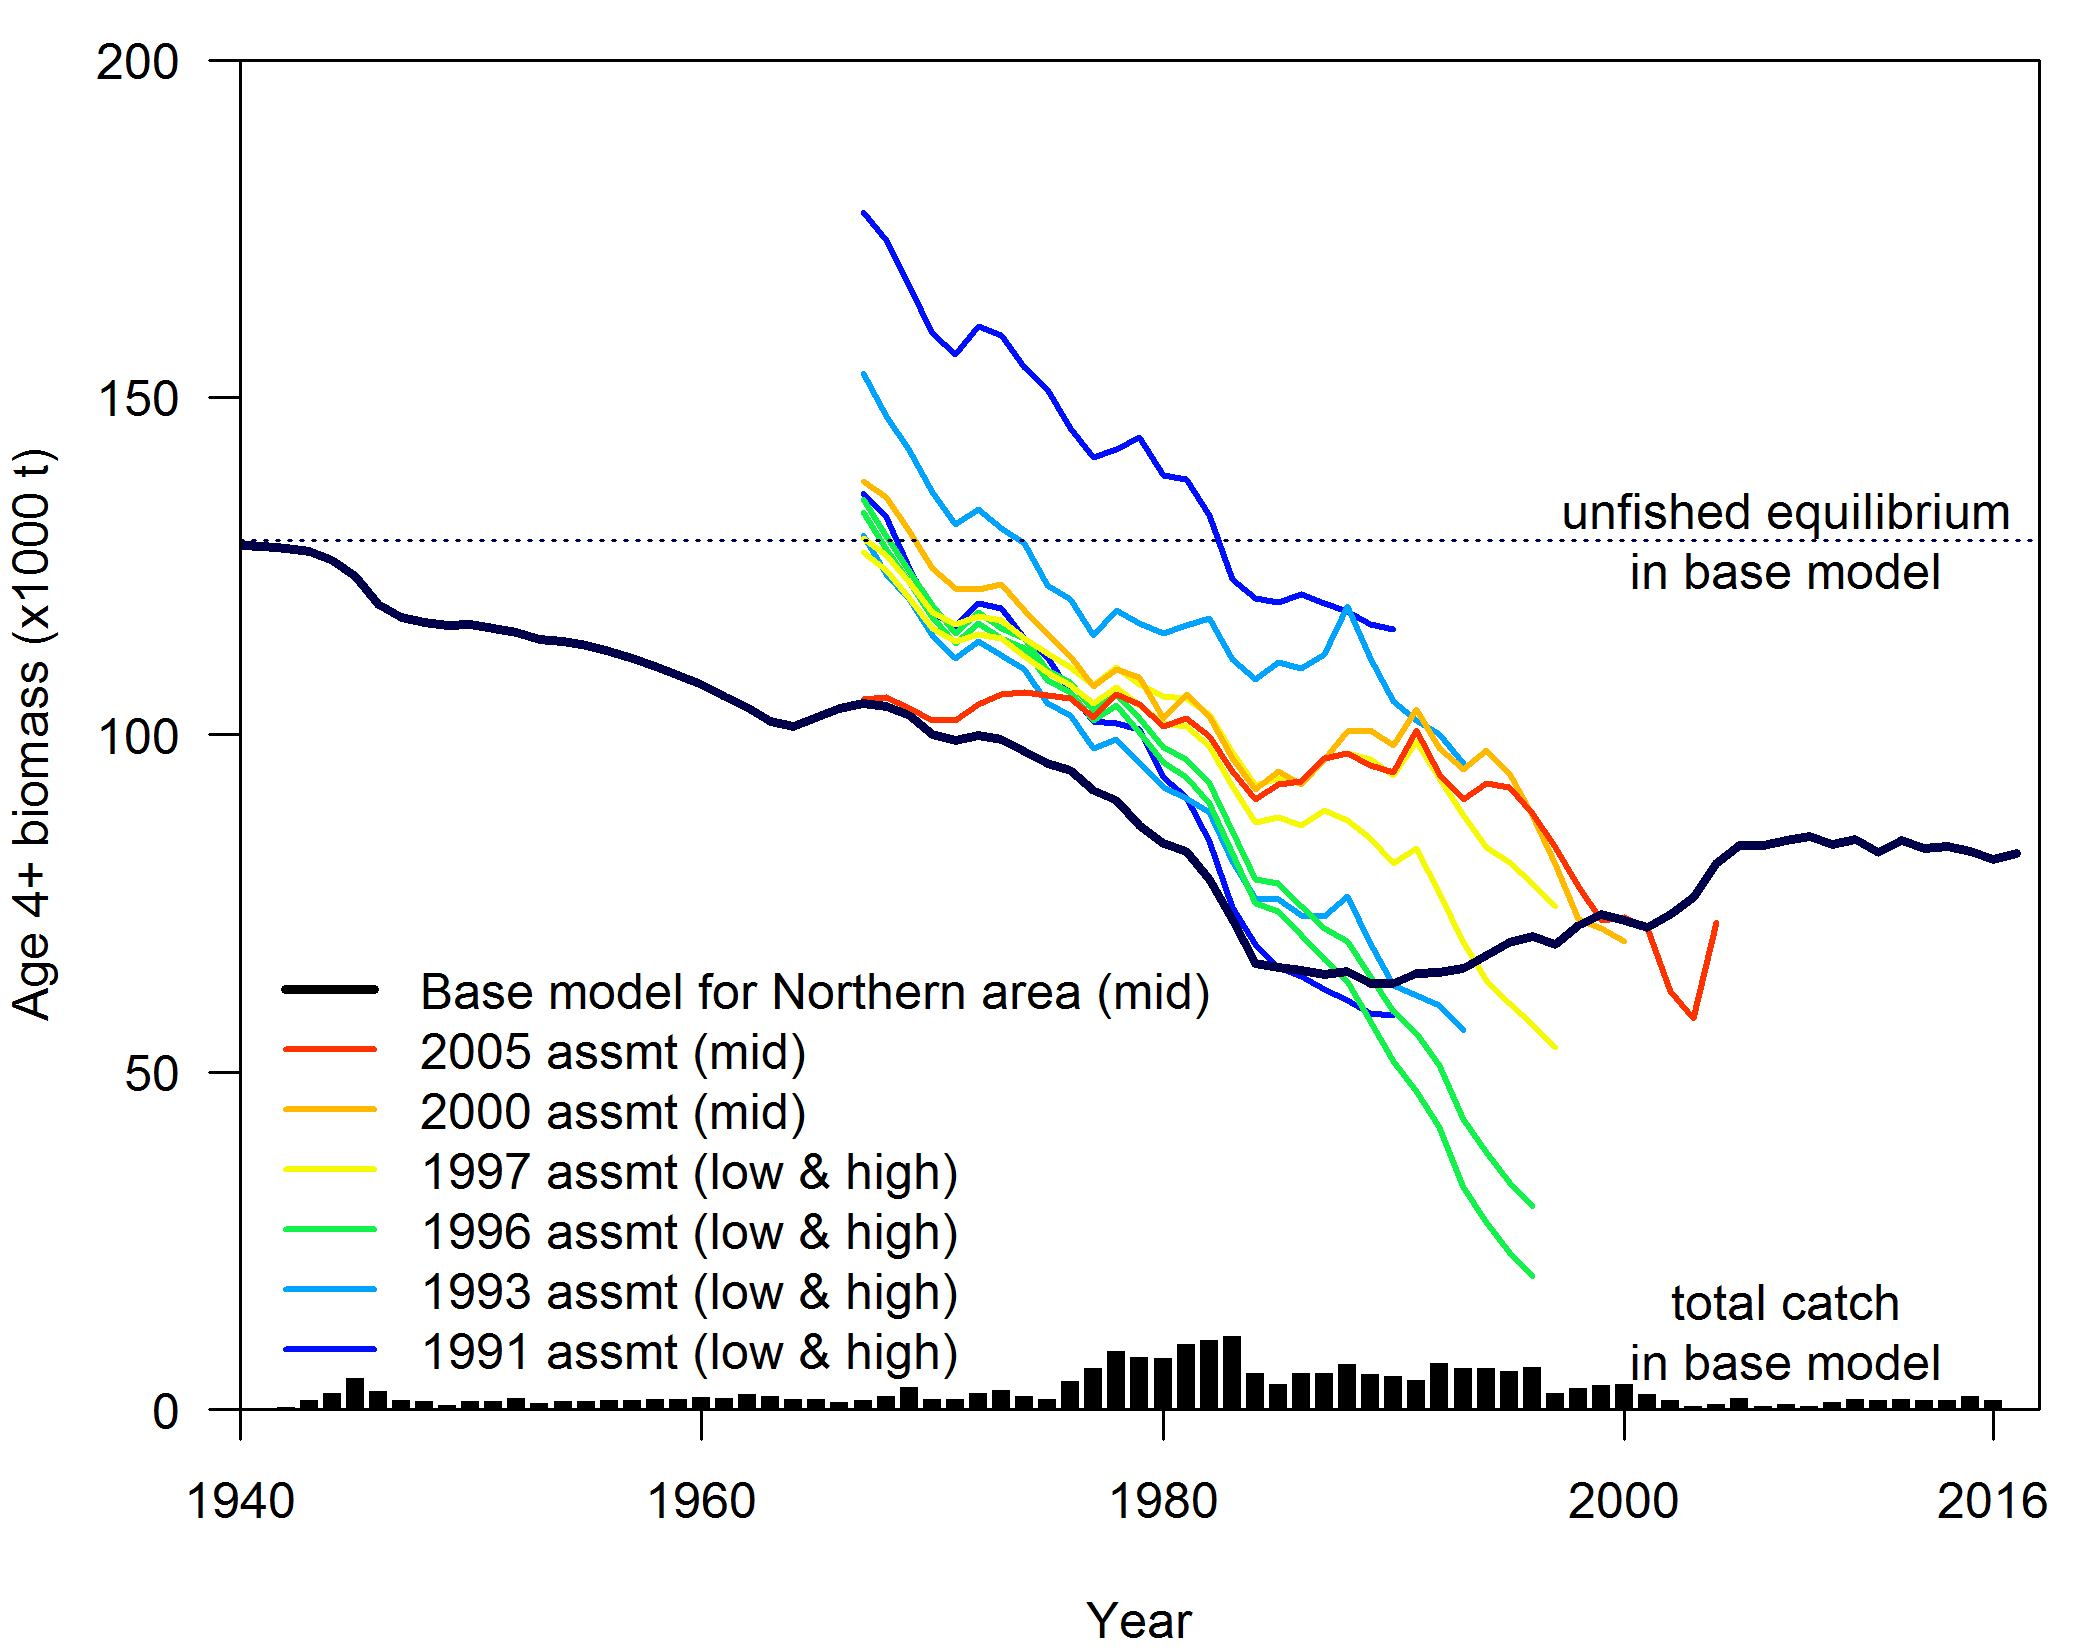 200
150
100
50
0
Age 4+ biomass (x1000 t)
unfished equilibrium
in base model
Base model for Northern area (mid)
2005 assmt (mid)
2000 assmt (mid)
1997 assmt (low & high)
1996 assmt (low & high)
1993 assmt (low & high)
1991 assmt (low & high)
total catch
in base model
1940 1960 1980 2000 2016
Year